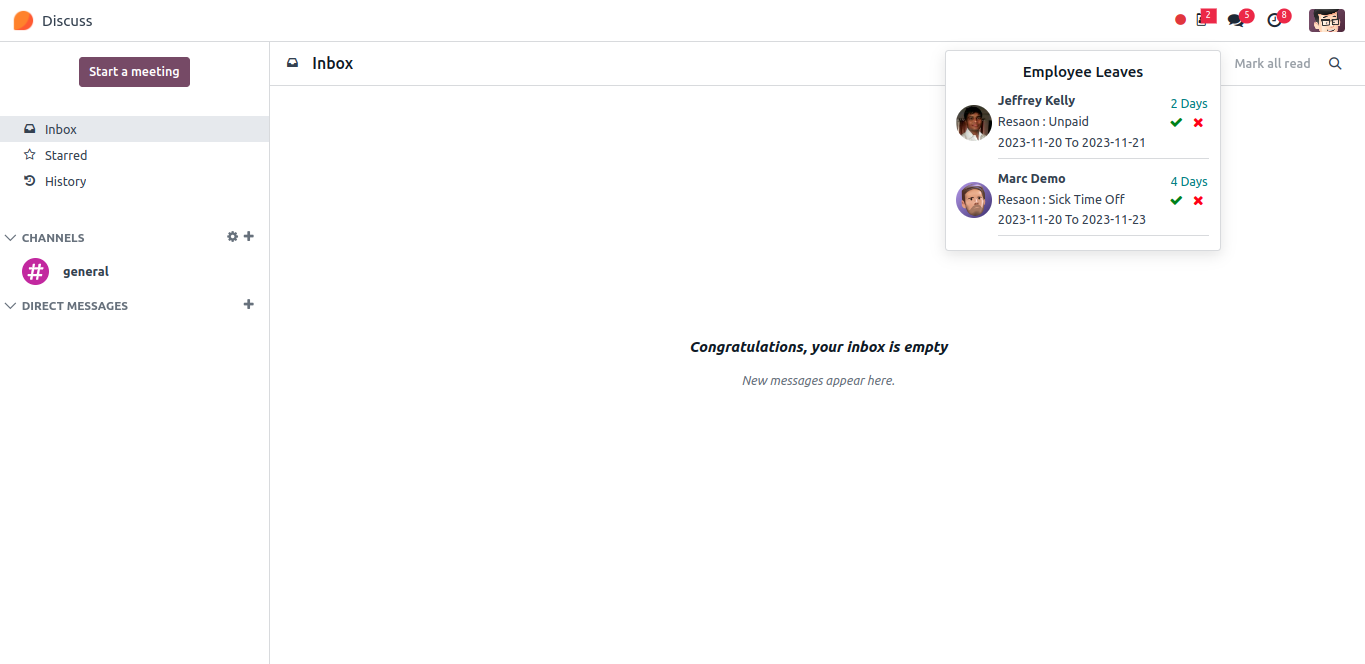 Discuss
2
5
8
Start a meeting
Inbox
Mark all read
Inbox
Starred
History
CHANNELS
general
DIRECT MESSAGES
Employee Leaves
Jeffrey Kelly
2 Days
Resaon : Unpaid
2023-11-20 To 2023-11-21
Marc Demo
4 Days
Resaon : Sick Time Off
2023-11-20 To 2023-11-23
Congratulations, your inbox is empty
New messages appear here.